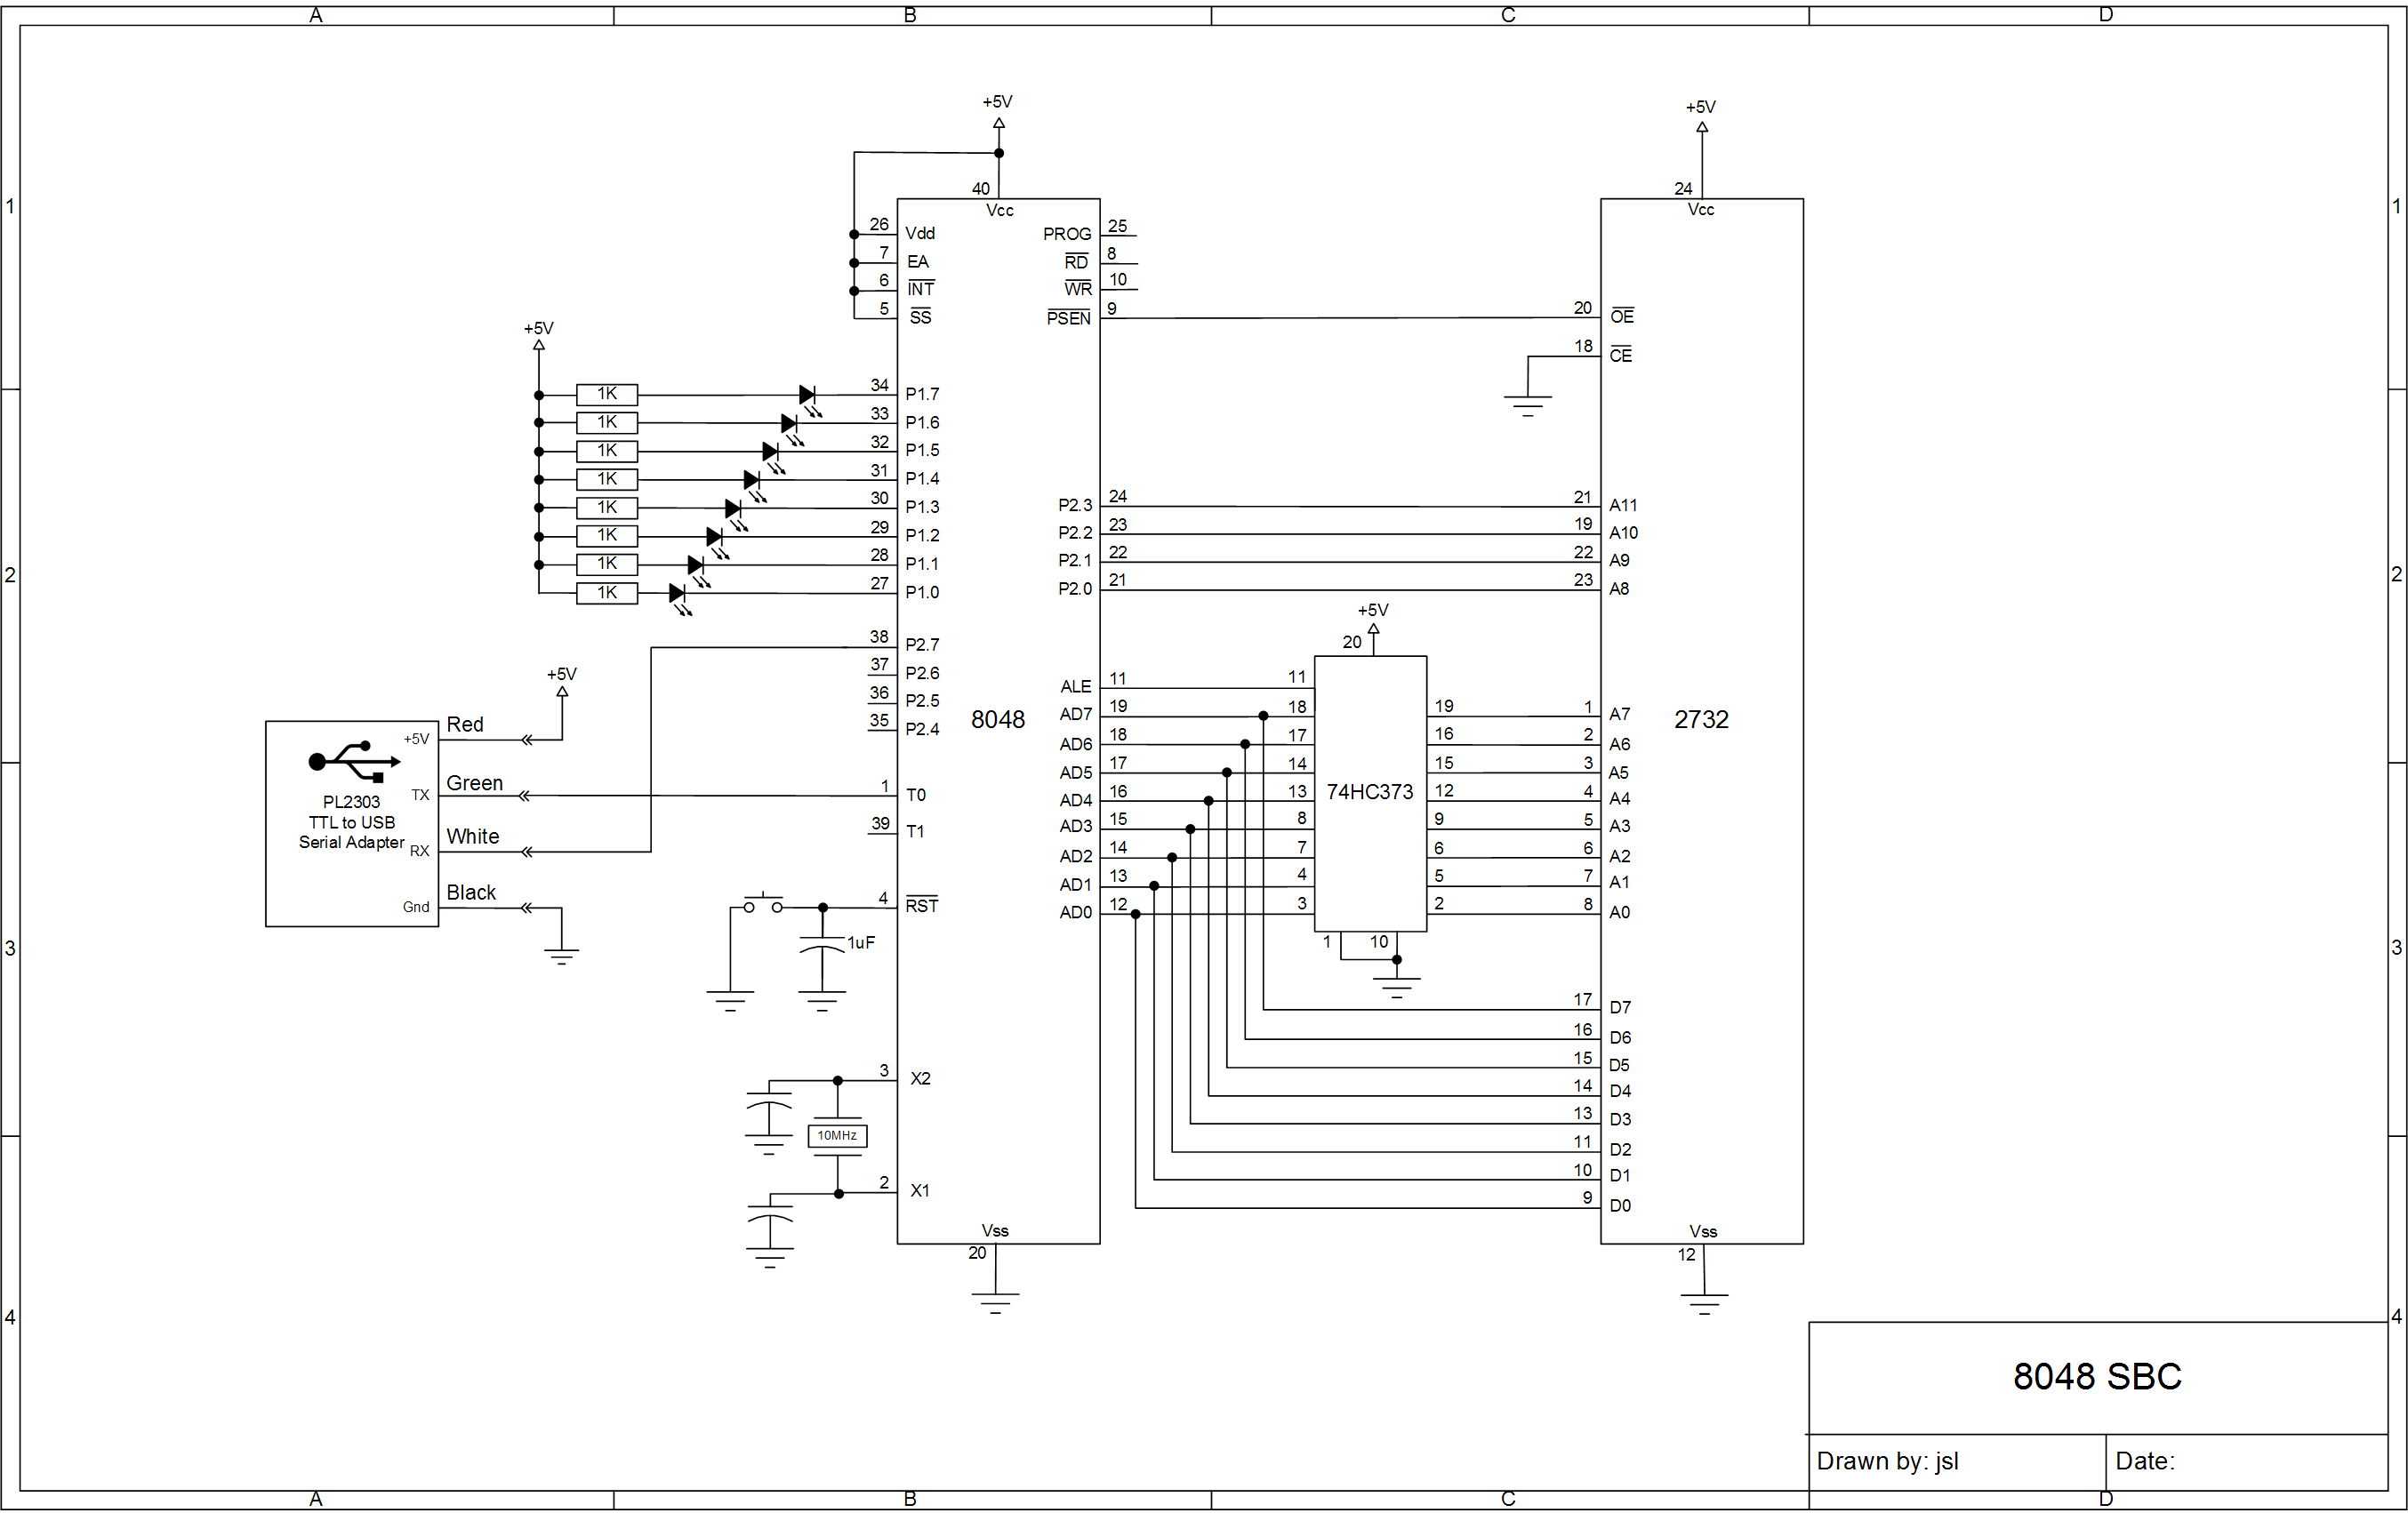 A B C D
+5V
+5V
40
Vcc
24
Vcc
1
1
26 Vdd
7 EA
6 INT
5 SS
PROG 25
RD 8
WR 10
PSEN 9
20 OE
18 CE
+5V
1K 34 P1.7
1K 33 P1.6
1K 32 P1.5
1K 31 P1.4
1K 30 P1.3
1K 29 P1.2
1K 28 P1.1
1K 27 P1.0
P2.3 24 21 A11
P2.2 23 19 A10
P2.1 22 22 A9
P2.0 21 23 A8
2
2
38 P2.7
37 P2.6
36 P2.5
35 P2.4
+5V
20
8048
ALE 11 11
AD7 19 18 19 1 A7
AD6 18 17 16 2 A6
AD5 17 14 15 3 A5
AD4 16 13 12 4 A4
AD3 15 8 9 5 A3
AD2 14 7 6 6 A2
AD1 13 4 5 7 A1
AD0 12 3 2 8 A0
74HC373
1 10
2732
+5V
+5V Red
TX Green
RX White
Gnd Black
PL2303
TTL to USB
Serial Adapter
1 T0
39 T1
4 RST
1uF
3
3
17 D7
16 D6
15 D5
14 D4
13 D3
11 D2
10 D1
9 D0
3 X2
10MHz
2 X1
Vss
20
Vss
12
4
4
8048 SBC
Drawn by: jsl
Date:
A B C D